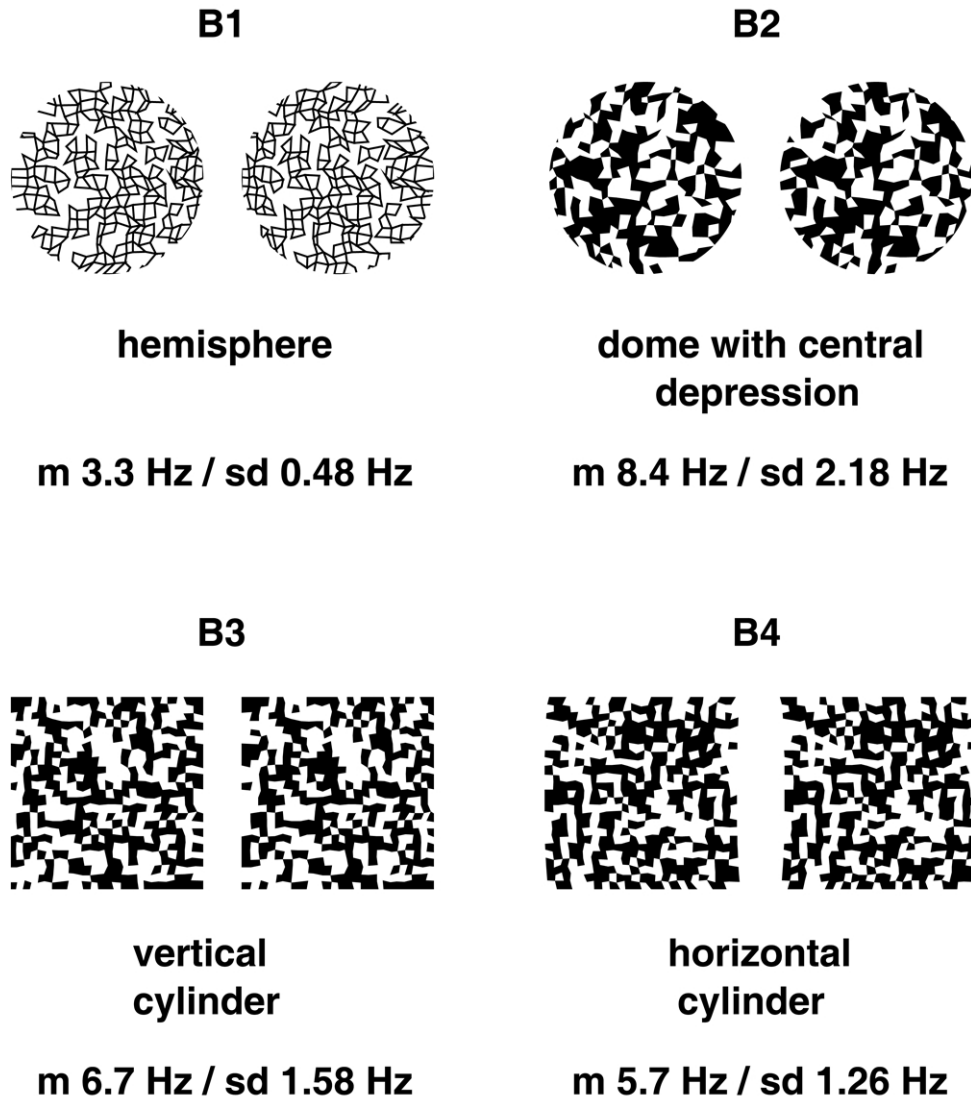 B1
hemisphere
m 3.3 Hz / sd 0.48 Hz
B2
dome with central
depression
m 8.4 Hz / sd 2.18 Hz
B3
vertical
cylinder
m 6.7 Hz / sd 1.58 Hz
B4
horizontal
cylinder
m 5.7 Hz / sd 1.26 Hz